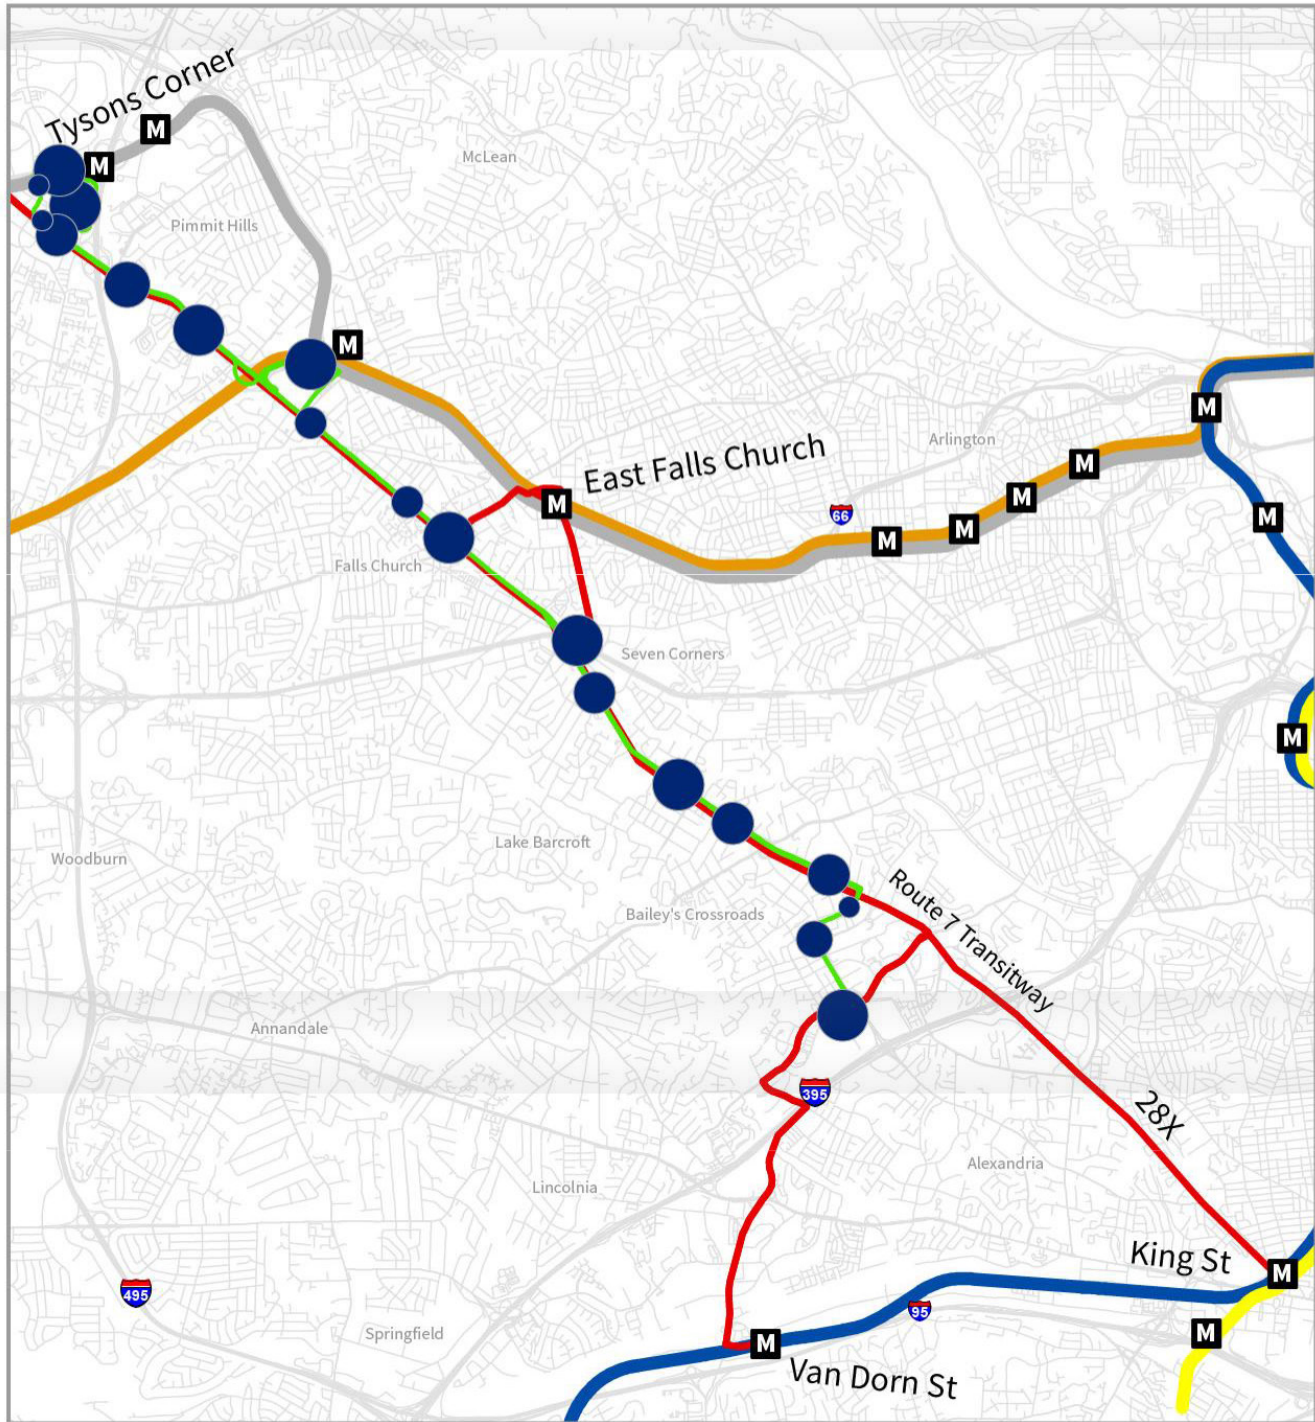 Tysons Corner
M
M
McLean
Pimmit Hills
M
M
East Falls Church
Arlington
M
66
M
M
M
M
M
Falls Church
Seven Corners
M
Lake Barcroft
Woodburn
Route 7 Transitway
Bailey's Crossroads
Annandale
395
28X
Alexandria
Lincolnia
King St
M
495
95
Springfield
M
M
Van Dorn St